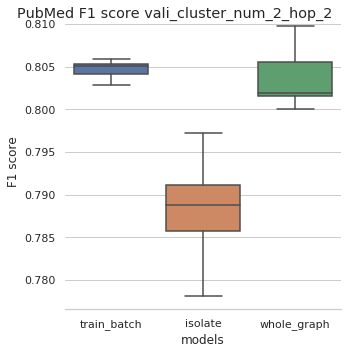 PubMed F1 score vali_cluster_num_2_hop_2
0.810
0.805
0.800
0.795
0.790
0.785
0.780
F1 score
train_batch
isolate
whole_graph
models